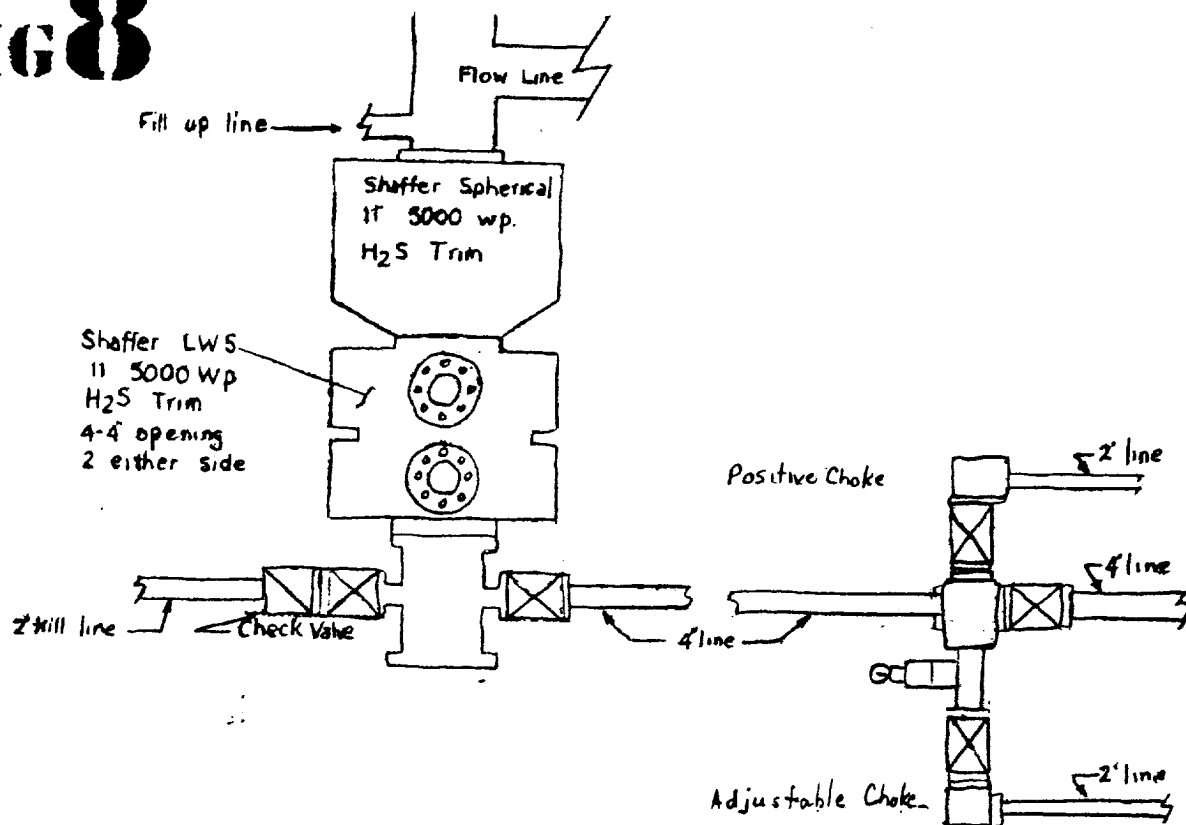 IG8
Flow Line
Fill up line
Shaffer Spherical
11" 5000 wp.
H2S Trim
Shaffer LWS
11 5000 Wp
H2S Trim
4-4" opening
2 either side
Positive Choke
2" line
4" line
2" Kill line
Check Valve
4" line
Adjustable Choke
2" line